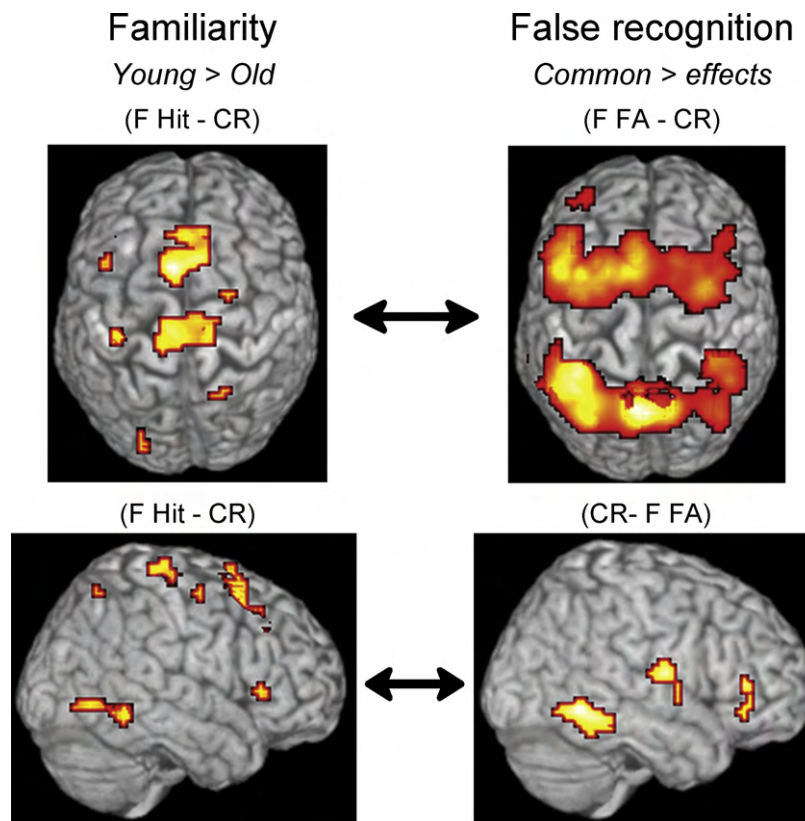 Familiarity
False recognition
Young > Old
Common > effects
(F Hit - CR)
(F FA - CR)
(F Hit - CR)
(CR- F FA)